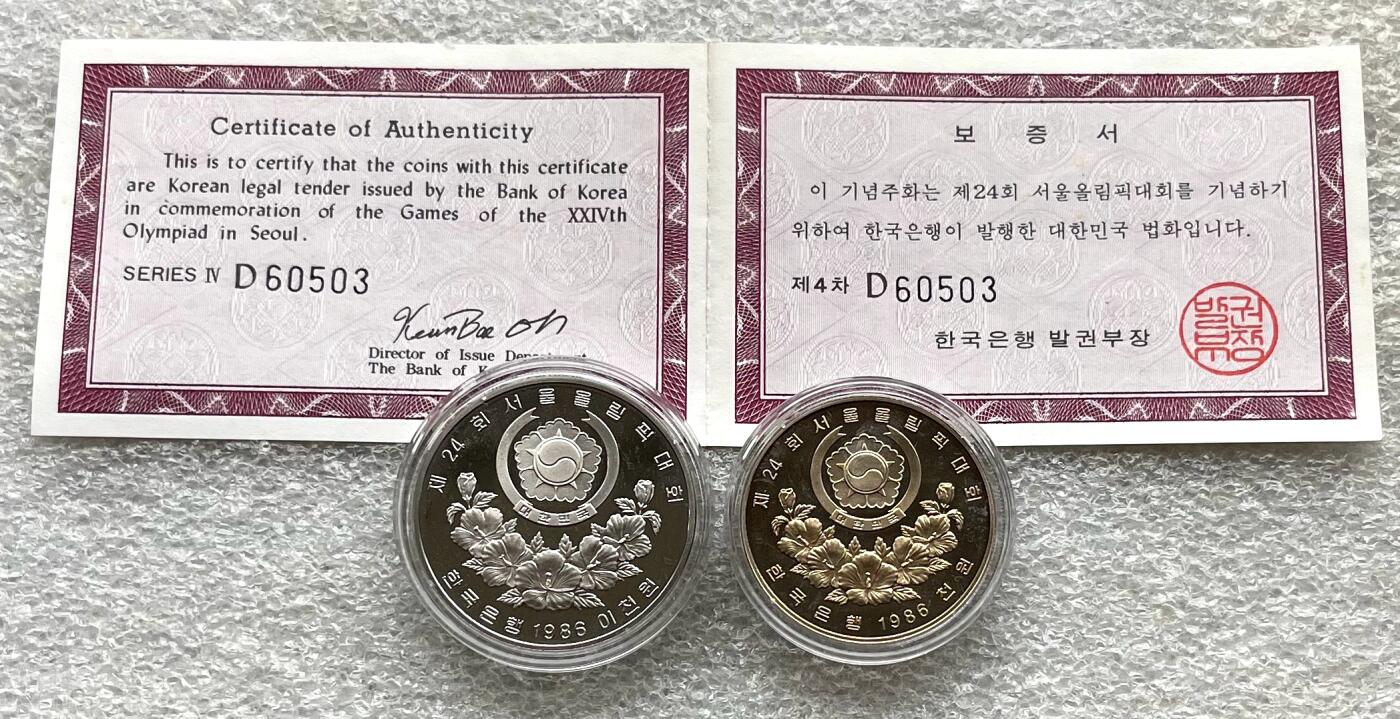 Certificate of Authenticity
This is to certify that the coins with this certificate
are Korean legal tender issued by the Bank of Korea
in commemoration of the Games of the XXIVth
Olympiad in Seoul.
SERIES Ⅳ D60503
Keun Bae Oh
Director of Issue
The Bank of
보 증 서
이 기념주화는 제24회 서울올림픽대회를 기념하기
위하여 한국은행이 발행한 대한민국 법화입니다.
제4차 D60503
한국은행 발권부장
발권
부장
제 24 회 서울올림픽대회
대한민국
한국은행 1986 이천원
제 24 회 서울올림픽대회
대한민국
한국은행 1986 천원